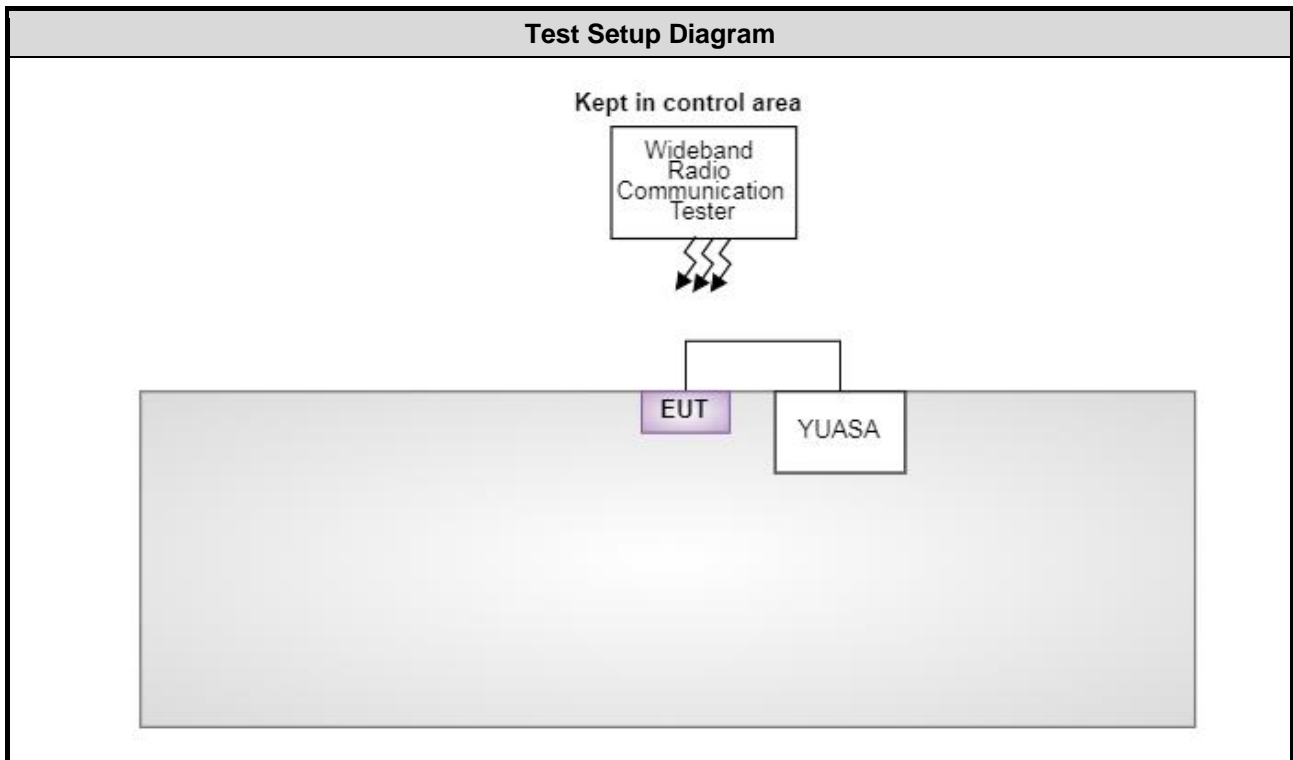 Test Setup Diagram
Kept in control area
Wideband
Radio
Communication
Tester
EUT
YUASA